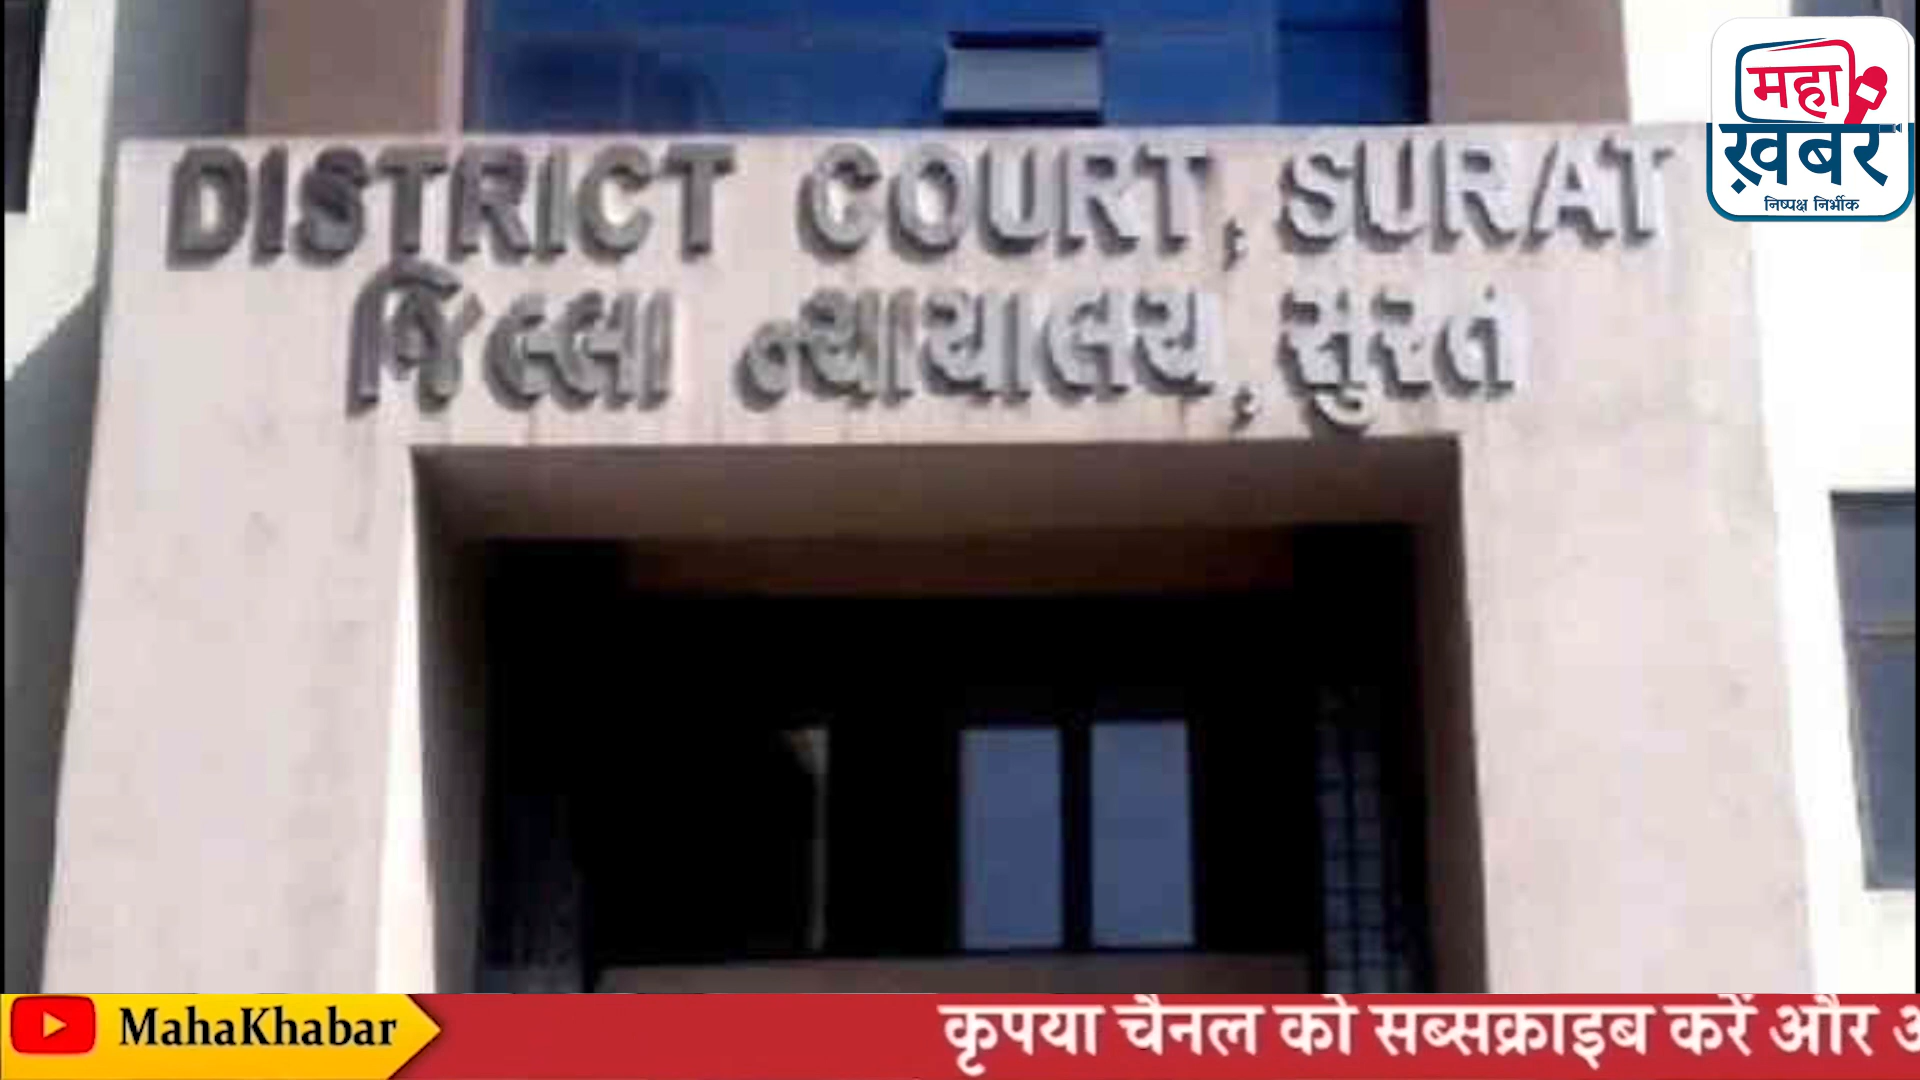 DISTRICT COURT, SURAT
જિલ્લા ન્યાયાલય, સુરત
महा
ख़बर
निष्पक्ष निर्भीक
MahaKhabar
कृपया चैनल को सब्सक्राइब करें और